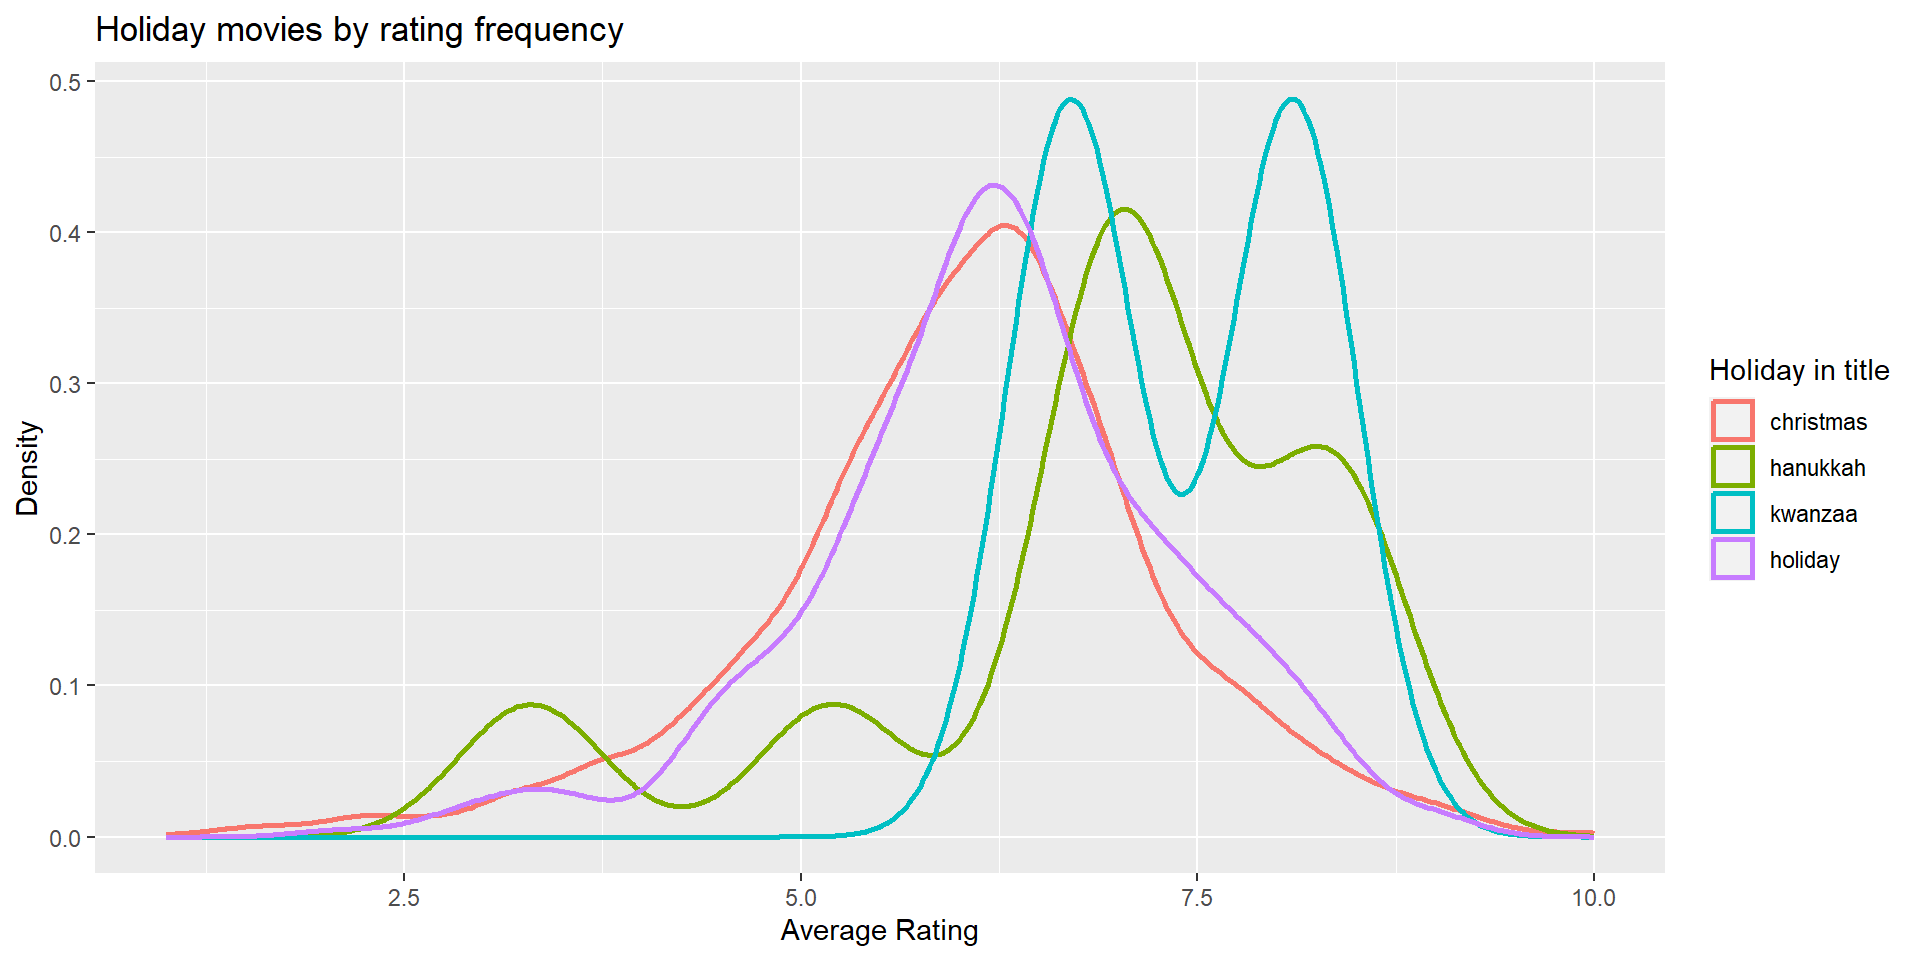 Holiday movies by rating frequency
0.5
0.4
0.3
0.2
0.1
0.0
Density
2.5 5.0 7.5 10.0
Average Rating
Holiday in title
christmas
hanukkah
kwanzaa
holiday